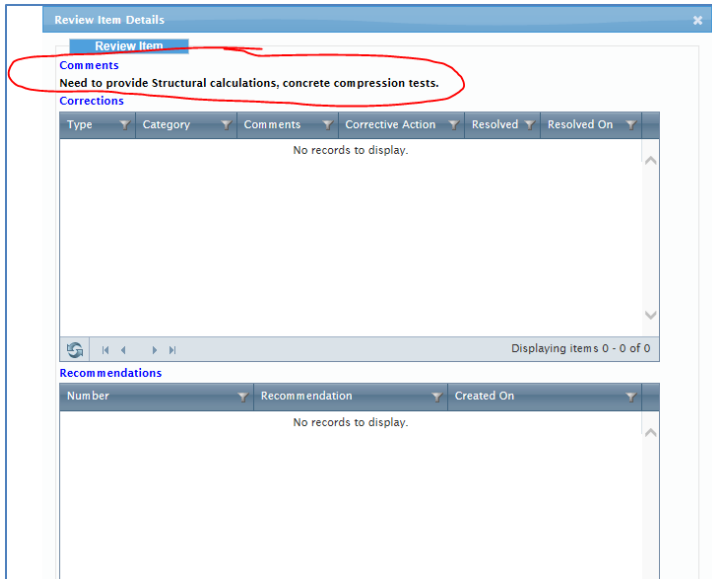 Review Item Details
Review Item
Comments
Need to provide Structural calculations, concrete compression tests.
Corrections
Type Category Comments Corrective Action Resolved Resolved On
No records to display.
Displaying items 0 - 0 of 0
Recommendations
Number Recommendation Created On
No records to display.